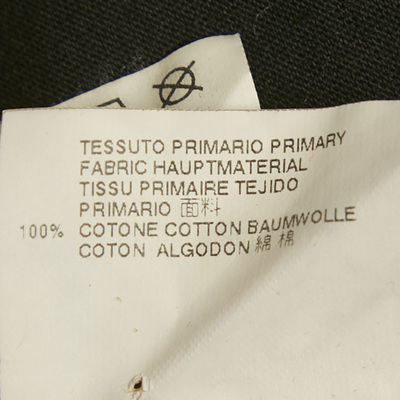 TESSUTO PRIMARIO PRIMARY
FABRIC HAUPTMATERIAL
TISSU PRIMAIRE TEJIDO
PRIMARIO 面料
100% COTONE COTTON BAUMWOLLE
COTON ALGODON 綿 棉